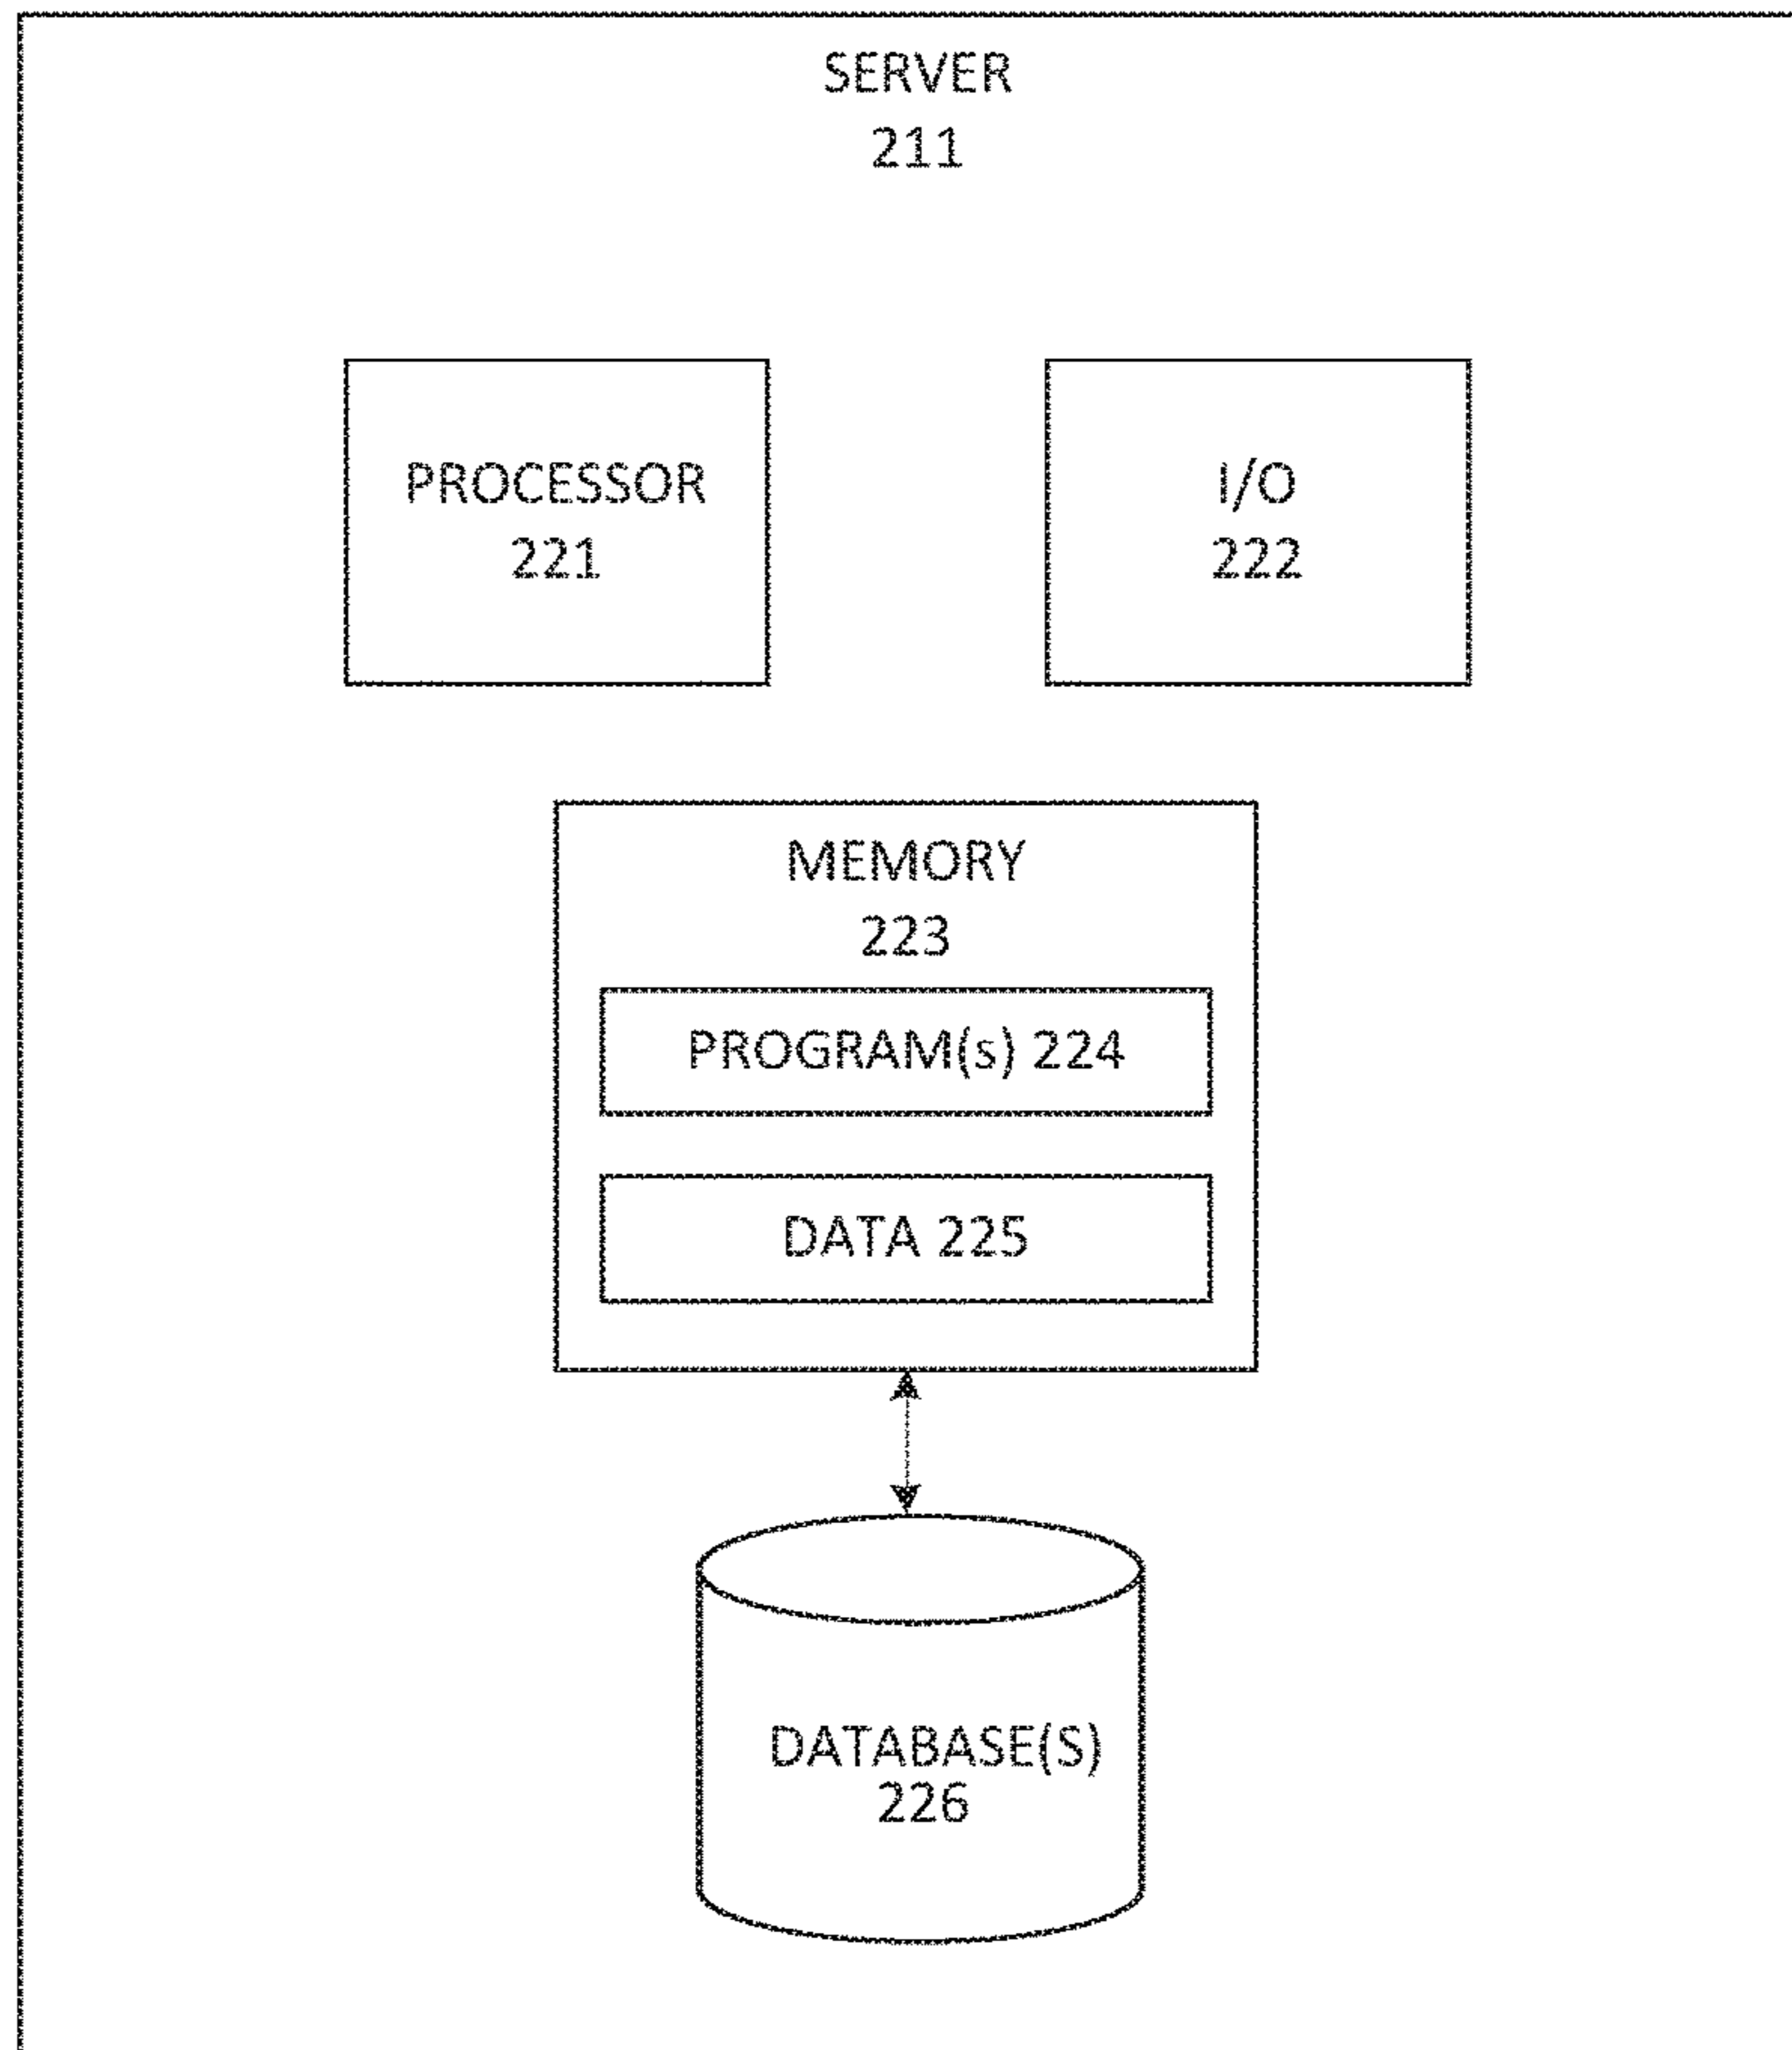 SERVER
211
PROCESSOR
221
I/O
222
MEMORY
223
PROGRAM(s) 224
DATA 225
DATABASE(S)
226